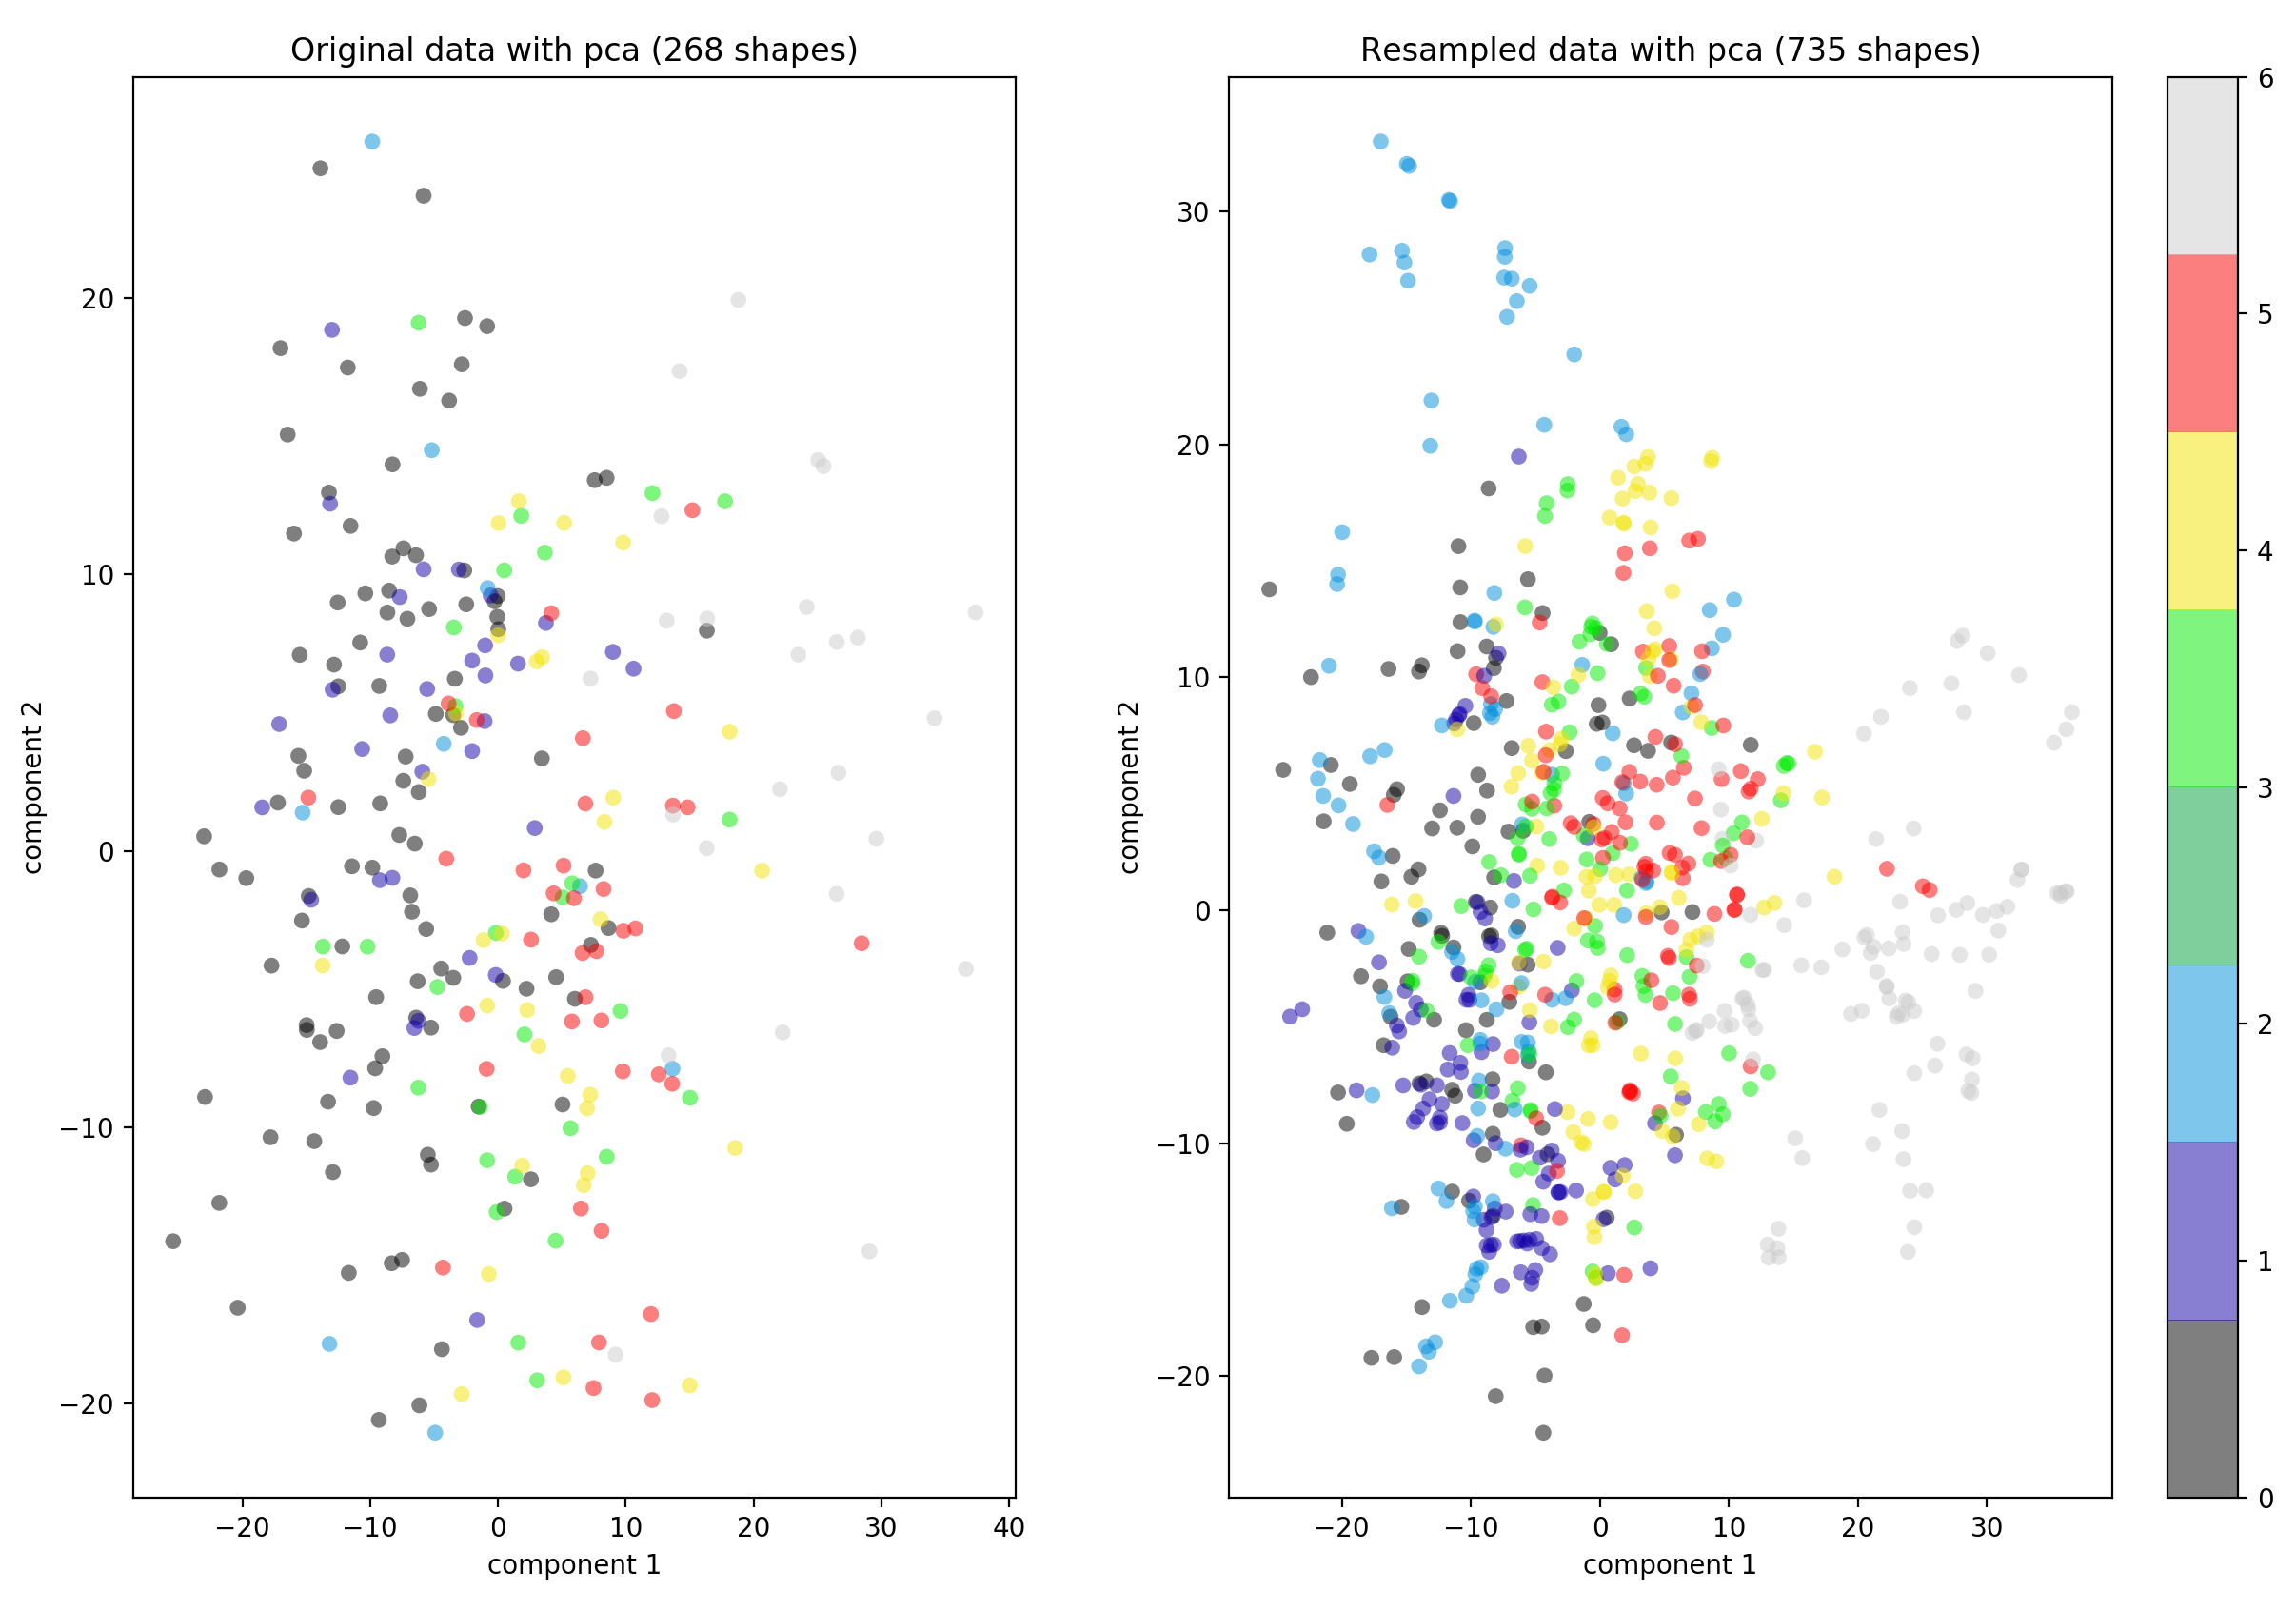 Original data with pca (268 shapes)
component 2
20
10
0
−10
−20
−20 −10 0 10 20 30 40
component 1
Resampled data with pca (735 shapes)
component 2
30
20
10
0
−10
−20
−20 −10 0 10 20 30
component 1
6
5
4
3
2
1
0